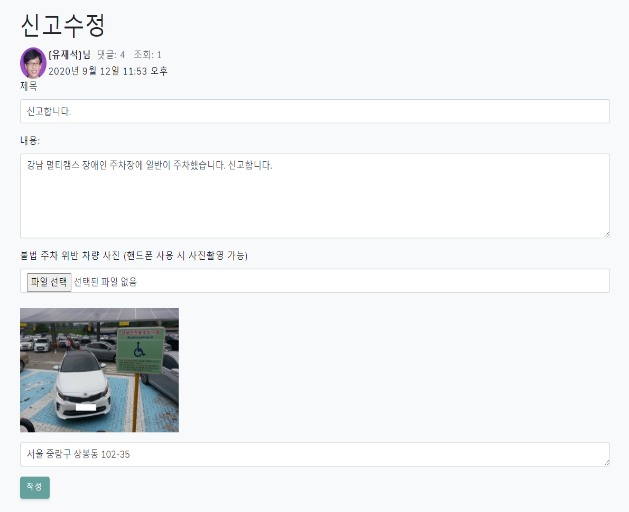 신고수정
(유재석)님 댓글: 4 조회: 1
2020년 9월 12일 11:53 오후
제목
신고합니다.
내용:
강남 멀티캠스 장애인 주차장에 일반이 주차했습니다. 신고합니다.
불법 주차 위반 차량 사진 (핸드폰 사용 시 사진촬영 가능)
파일 선택 선택된 파일 없음
서울 중랑구 상봉동 102-35
작성